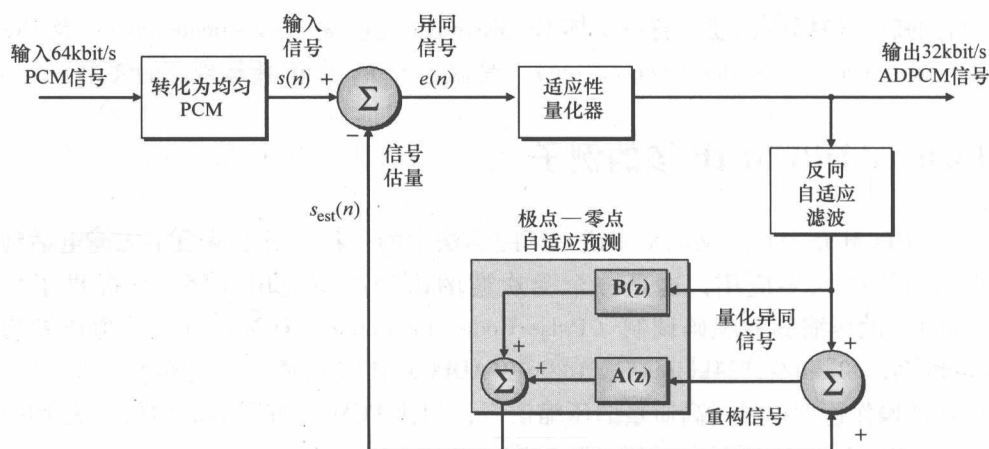 输入64kbit/s
PCM信号
转化为均匀
PCM
输入
信号
s(n) +
Σ
−
异同
信号
e(n)
适应性
量化器
输出32kbit/s
ADPCM信号
信号
估量
sest(n)
反向
自适应
滤波
极点—零点
自适应预测
B(z)
量化异同
信号
+
+
Σ
+
A(z)
+
Σ
重构信号
+